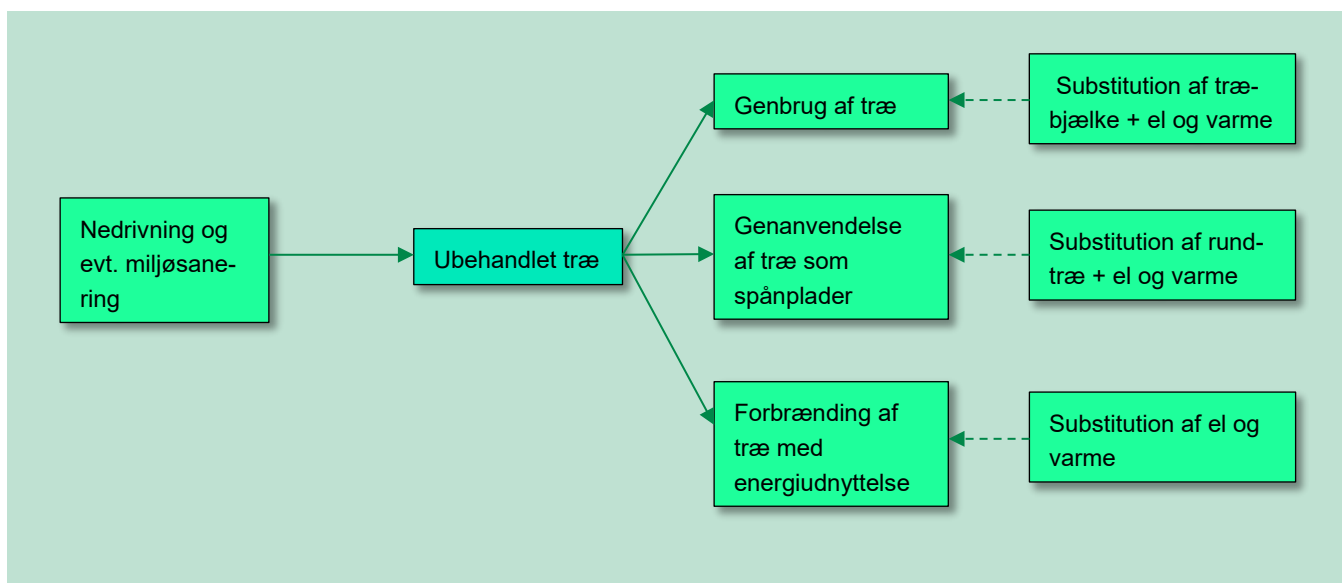 Nedrivning og
evt. miljøsane-
ring
Ubehandlet træ
Genbrug af træ
Substitution af træ-
bjælke + el og varme
Genanvendelse
af træ som
spånplader
Substitution af rund-
træ + el og varme
Forbrænding af
træ med
energiudnyttelse
Substitution af el og
varme